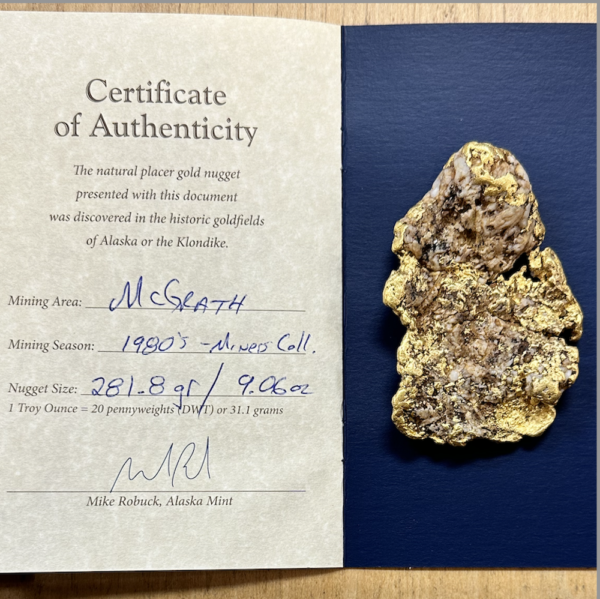 Certificate
of Authenticity
The natural placer gold nugget
presented with this document
was discovered in the historic goldfields
of Alaska or the Klondike.
Mining Area: McGRATH
Mining Season: 1980's - Miners Coll.
Nugget Size: 281.8 gr / 9.06 oz
1 Troy Ounce = 20 pennyweights (DWT) or 31.1 grams
Mike Robuck, Alaska Mint